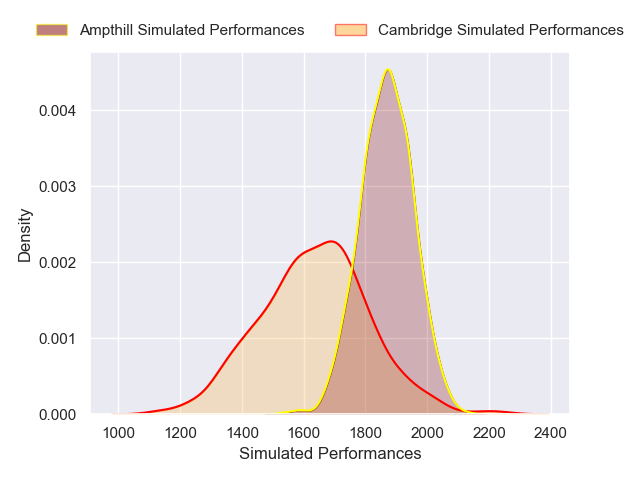 Ampthill Simulated Performances Cambridge Simulated Performances
0.004
0.003
0.002
0.001
0.000
Density
1000 1200 1400 1600 1800 2000 2200 2400
Simulated Performances